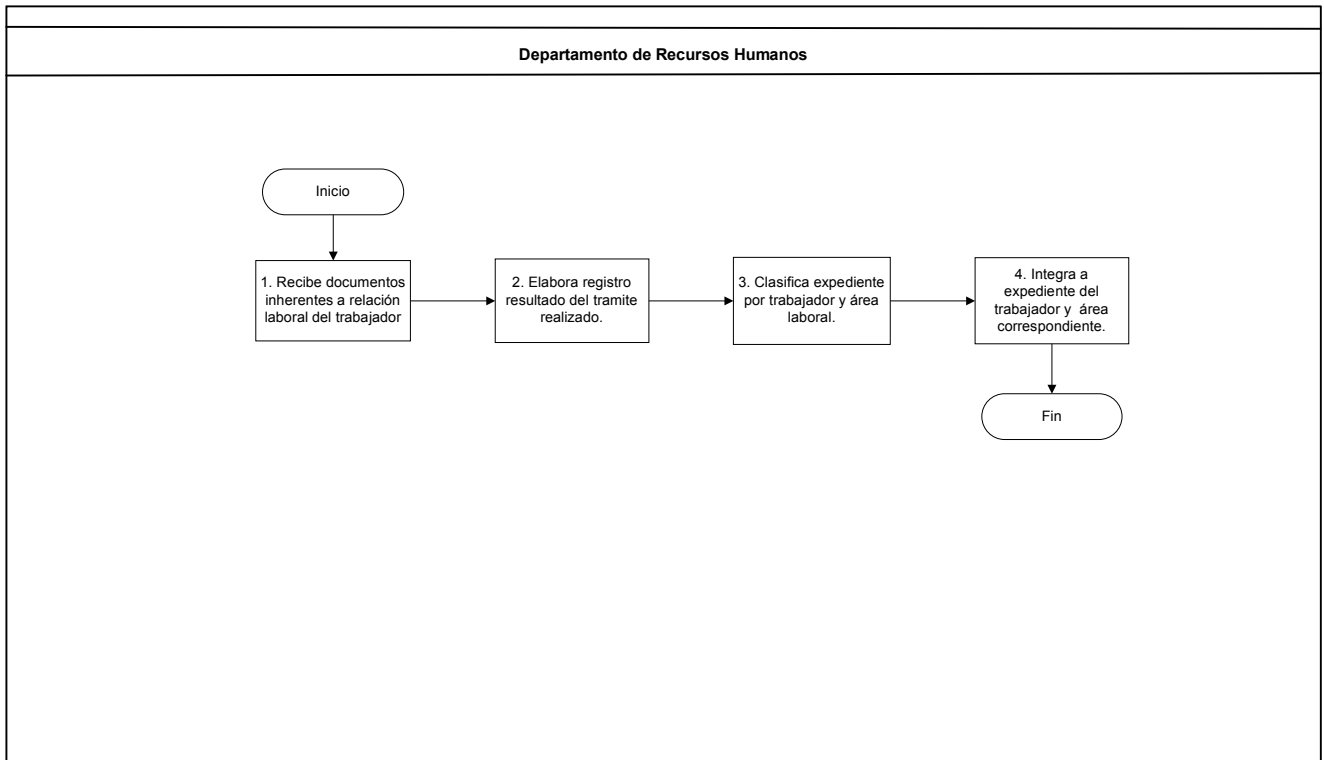 Departamento de Recursos Humanos
Inicio
1. Recibe documentos
inherentes a relación
laboral del trabajador
2. Elabora registro
resultado del tramite
realizado.
3. Clasifica expediente
por trabajador y área
laboral.
4. Integra a
expediente del
trabajador y área
correspondiente.
Fin